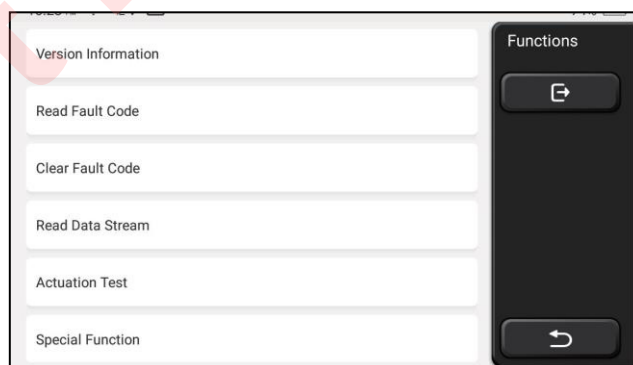 Version Information
Functions
Read Fault Code
Clear Fault Code
Read Data Stream
Actuation Test
Special Function